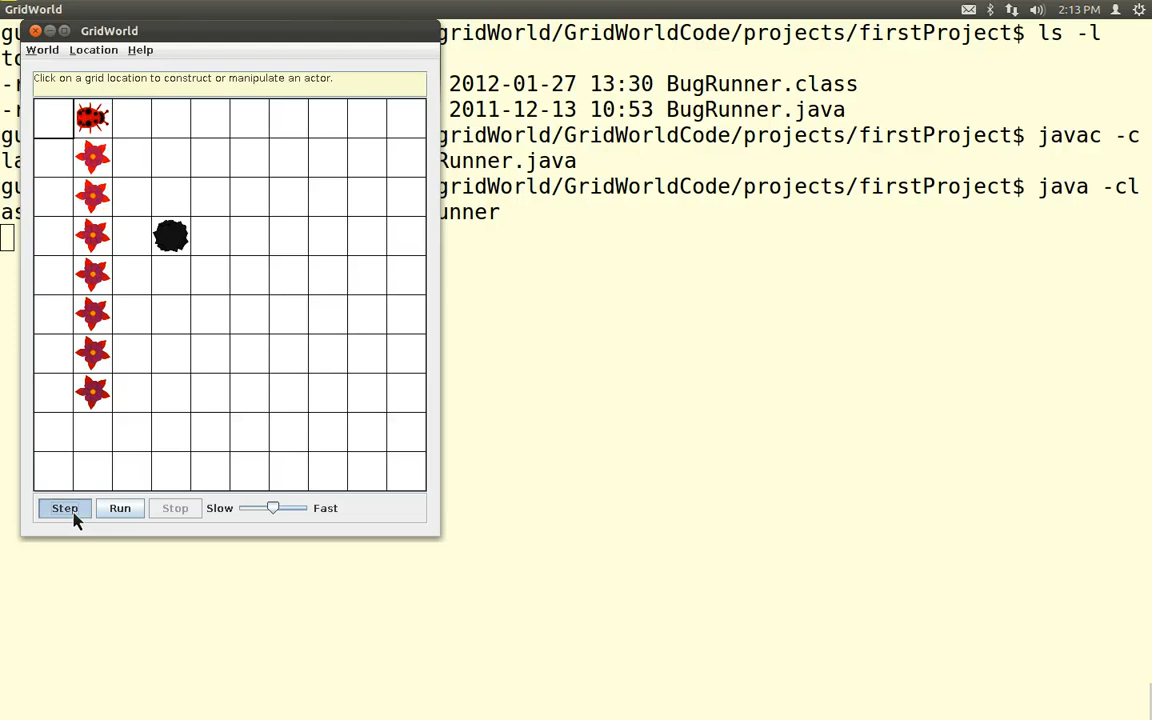 GridWorld
2:13 PM
GridWorld
World Location Help
Click on a grid location to construct or manipulate an actor.
Step Run Stop Slow Fast
gridWorld/GridWorldCode/projects/firstProject$ ls -l
2012-01-27 13:30 BugRunner.class
2011-12-13 10:53 BugRunner.java
gridWorld/GridWorldCode/projects/firstProject$ javac -c
Runner.java
gridWorld/GridWorldCode/projects/firstProject$ java -cl
unner